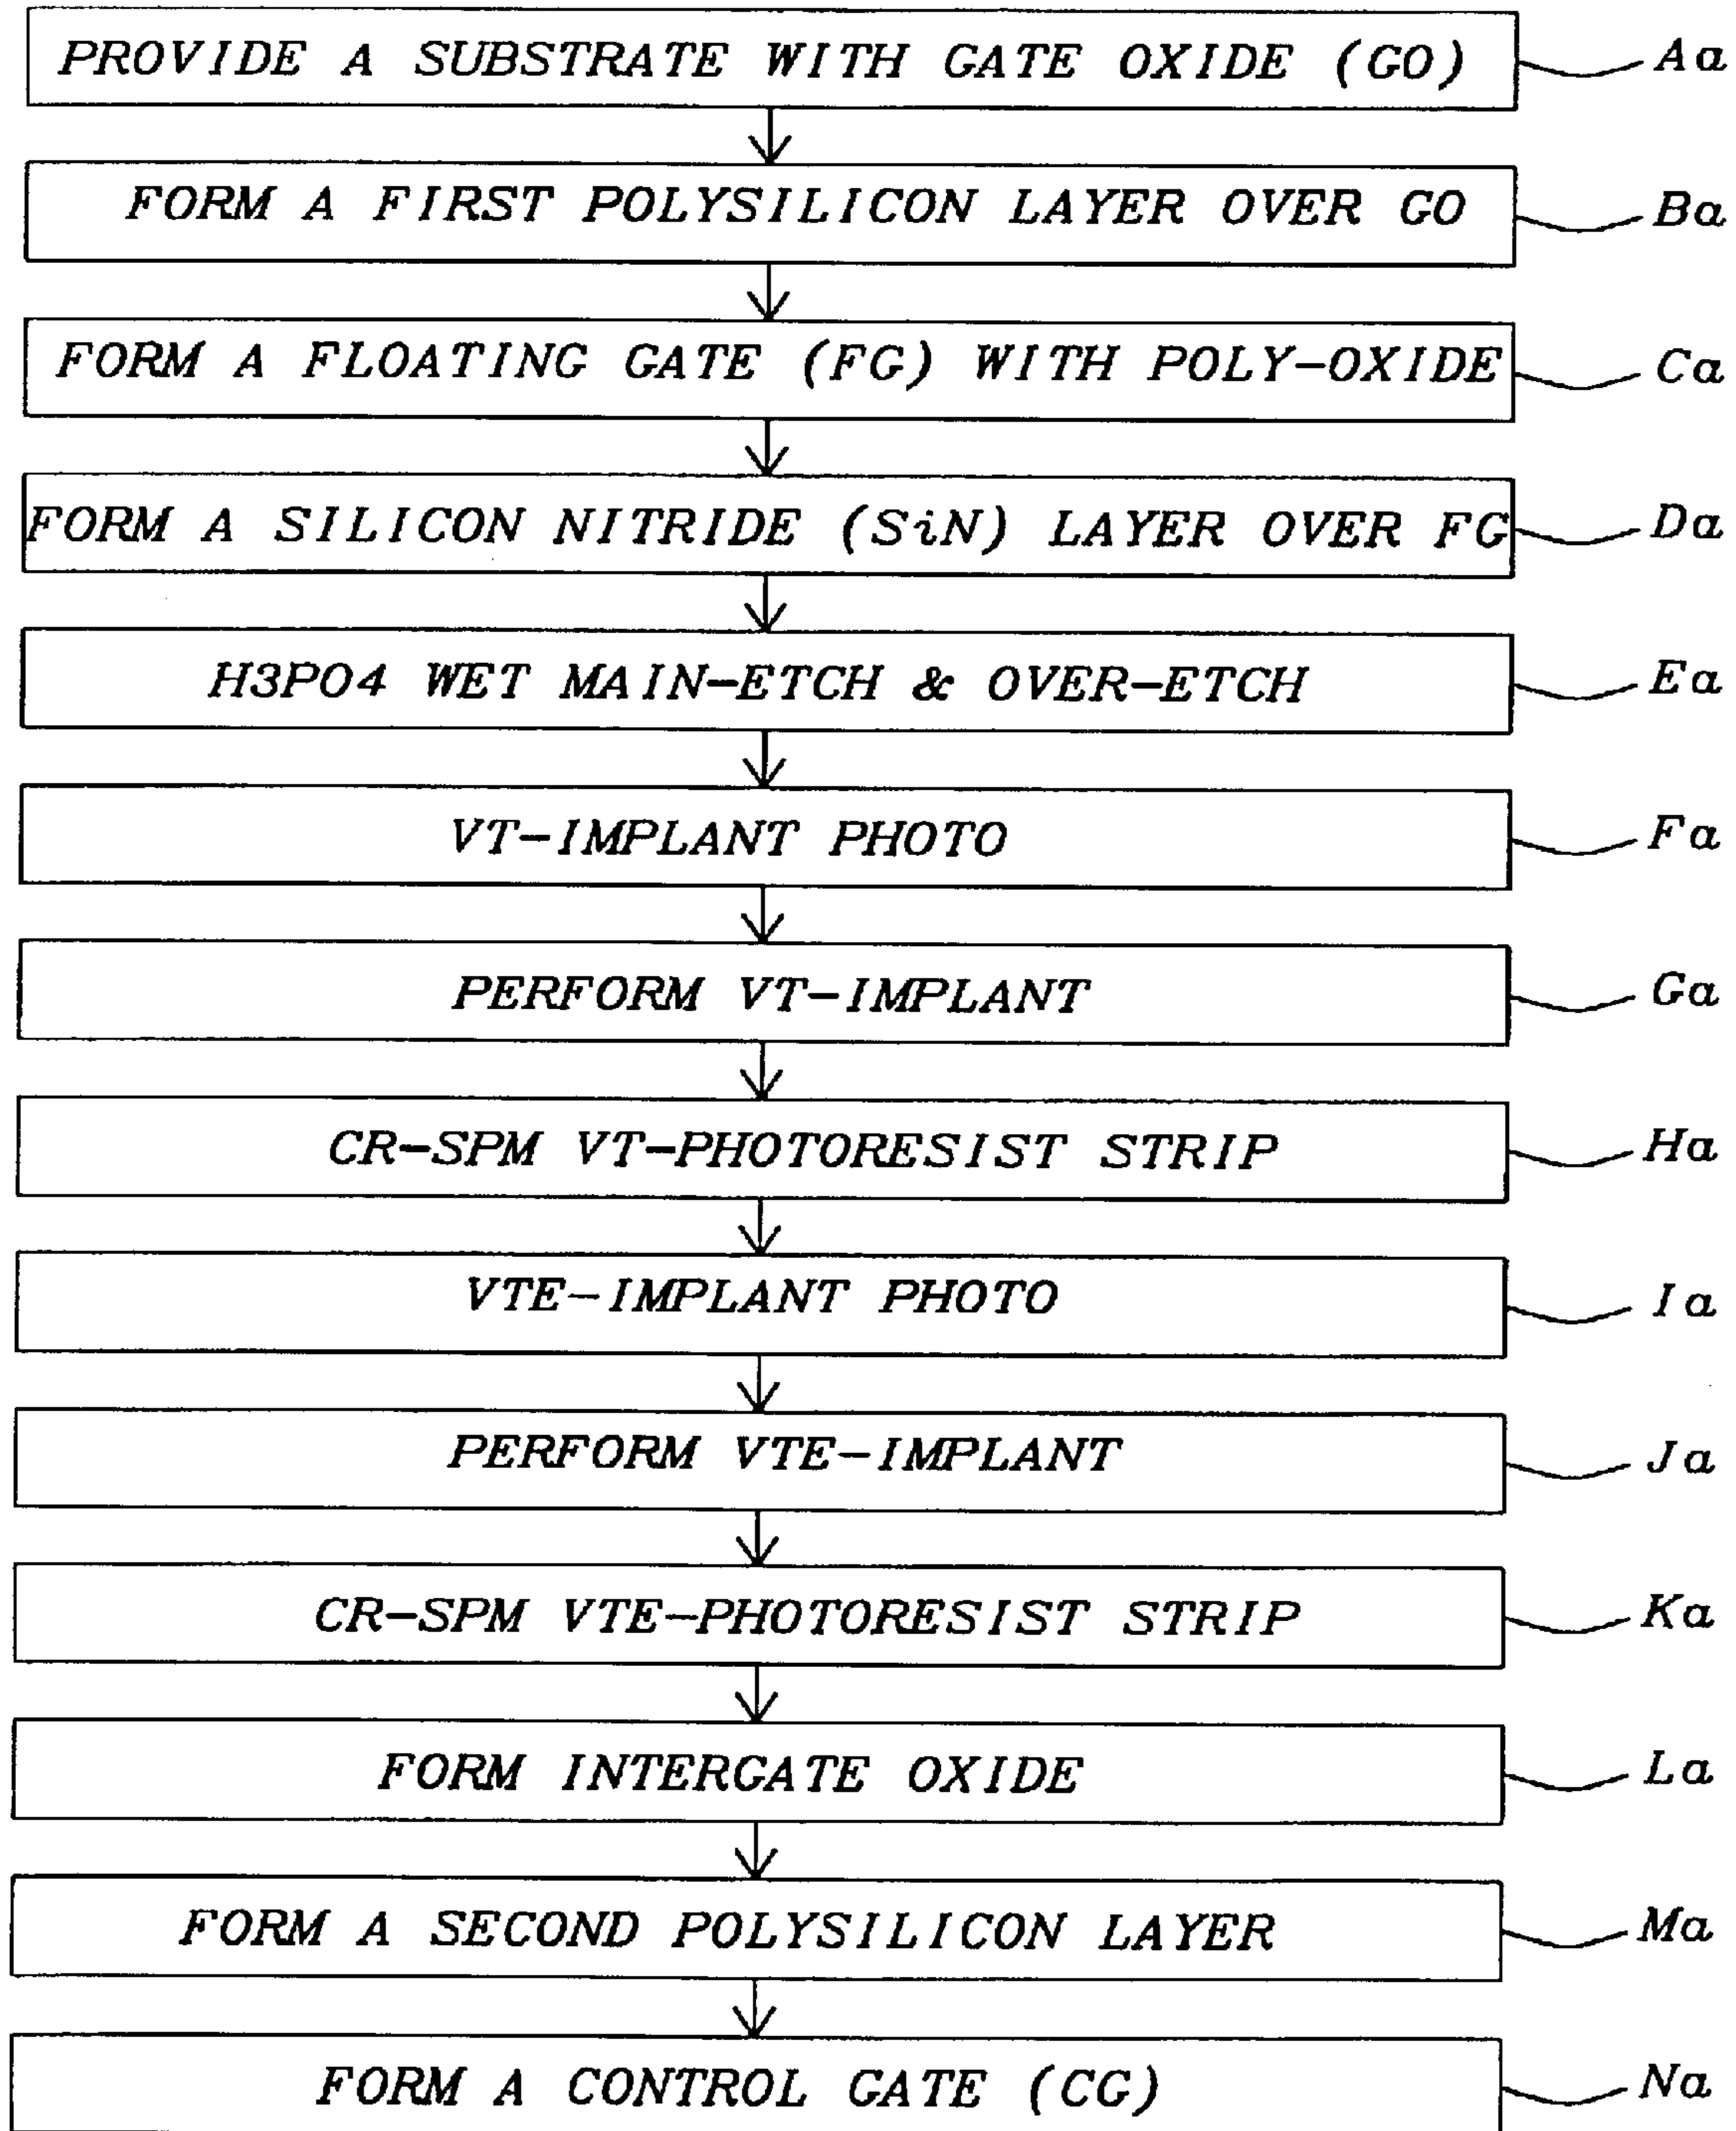 PROVIDE A SUBSTRATE WITH GATE OXIDE (GO) Aa
FORM A FIRST POLYSILICON LAYER OVER GO Ba
FORM A FLOATING GATE (FG) WITH POLY-OXIDE Ca
FORM A SILICON NITRIDE (SiN) LAYER OVER FG Da
H3PO4 WET MAIN-ETCH & OVER-ETCH Ea
VT-IMPLANT PHOTO Fa
PERFORM VT-IMPLANT Ga
CR-SPM VT-PHOTORESIST STRIP Ha
VTE-IMPLANT PHOTO Ia
PERFORM VTE-IMPLANT Ja
CR-SPM VTE-PHOTORESIST STRIP Ka
FORM INTERGATE OXIDE La
FORM A SECOND POLYSILICON LAYER Ma
FORM A CONTROL GATE (CG) Na